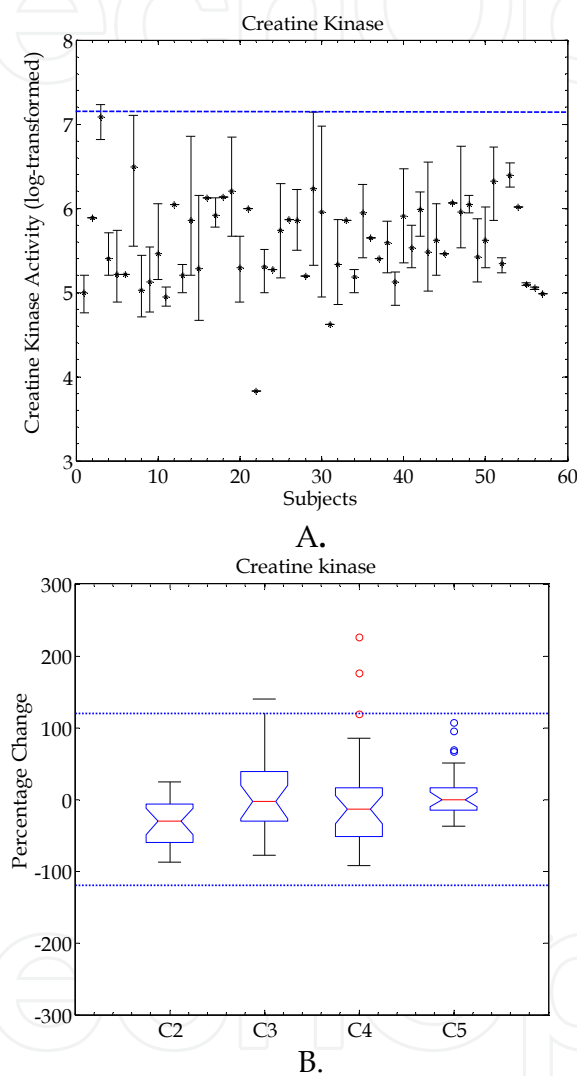 Creatine Kinase
8
7
6
5
4
3
Creatine Kinase Activity (log-transformed)
0 10 20 30 40 50 60
Subjects
A.
Creatine kinase
300
200
100
0
-100
-200
-300
Percentage Change
C2 C3 C4 C5
B.